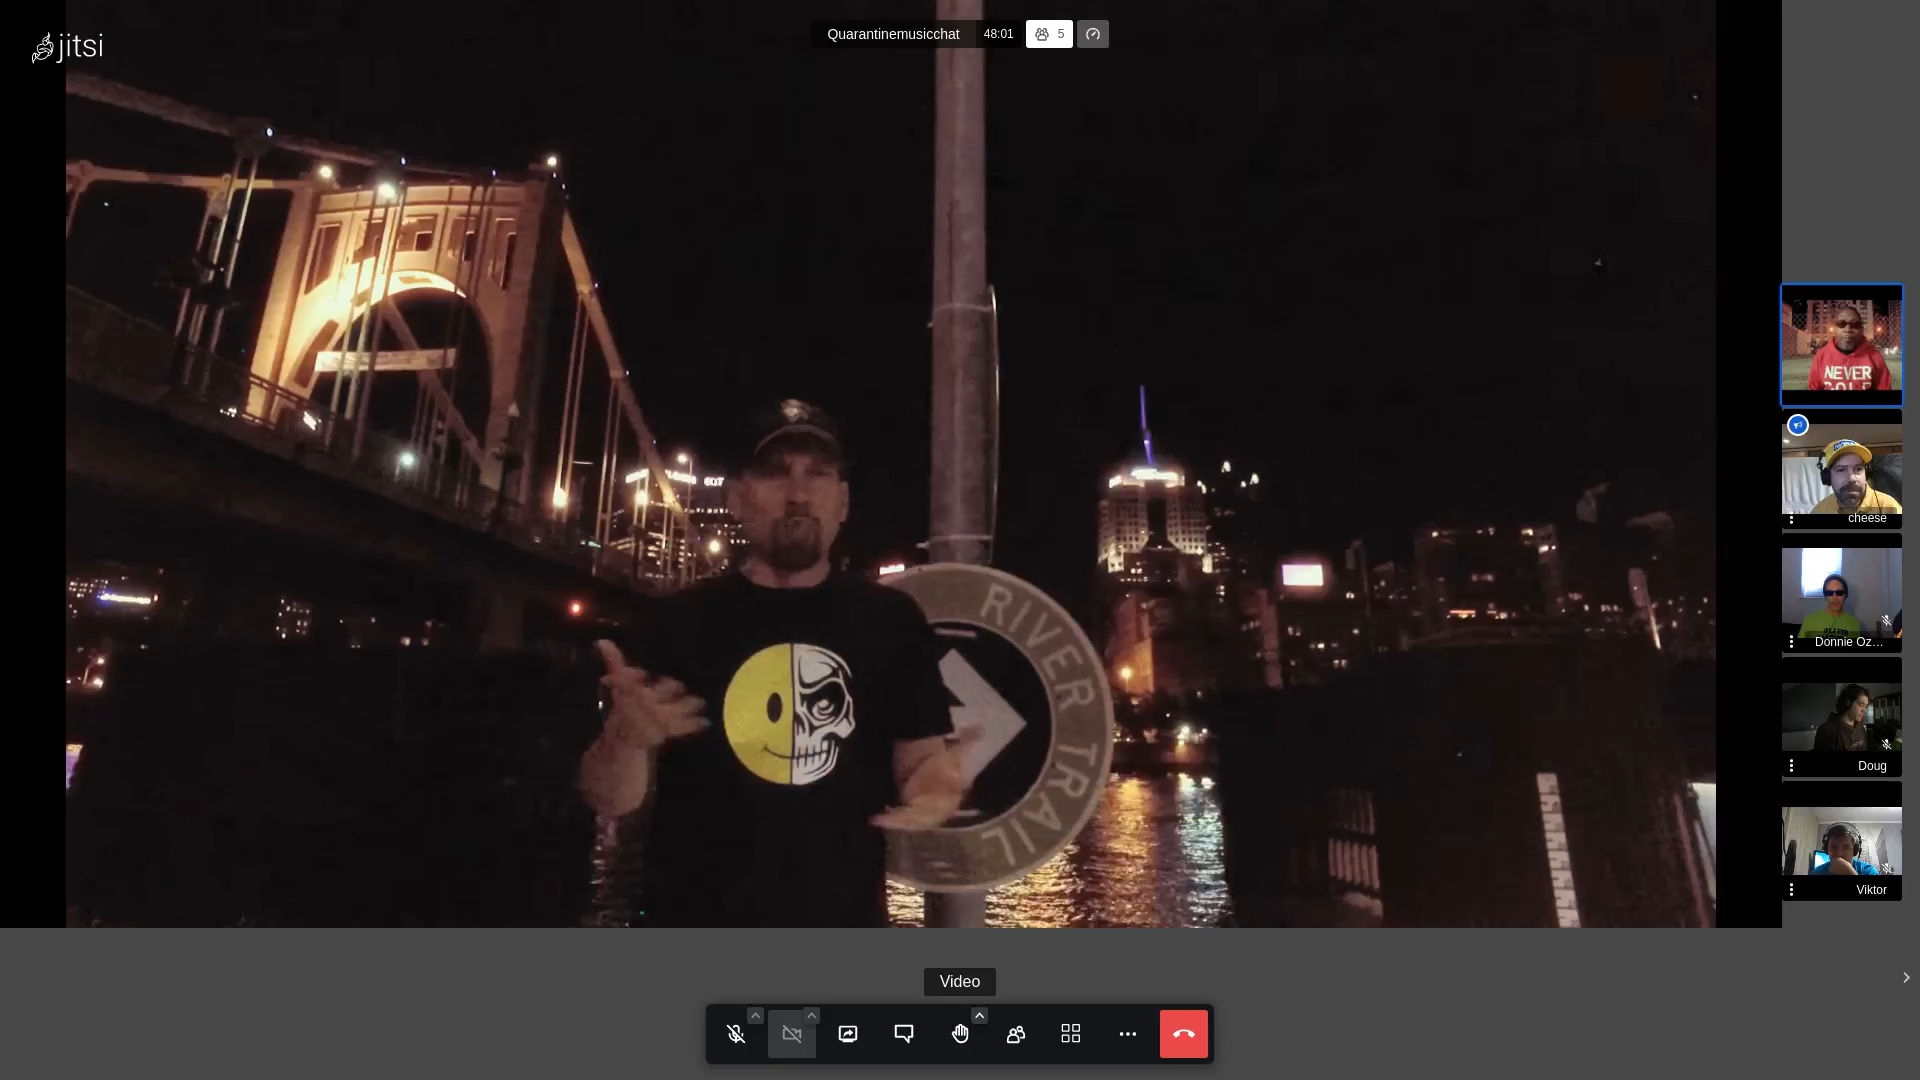 jitsi
Quarantinemusicchat
48:01
5
RIVER TRAIL
NEVER
cheese
Donnie Oz...
Doug
Viktor
Video